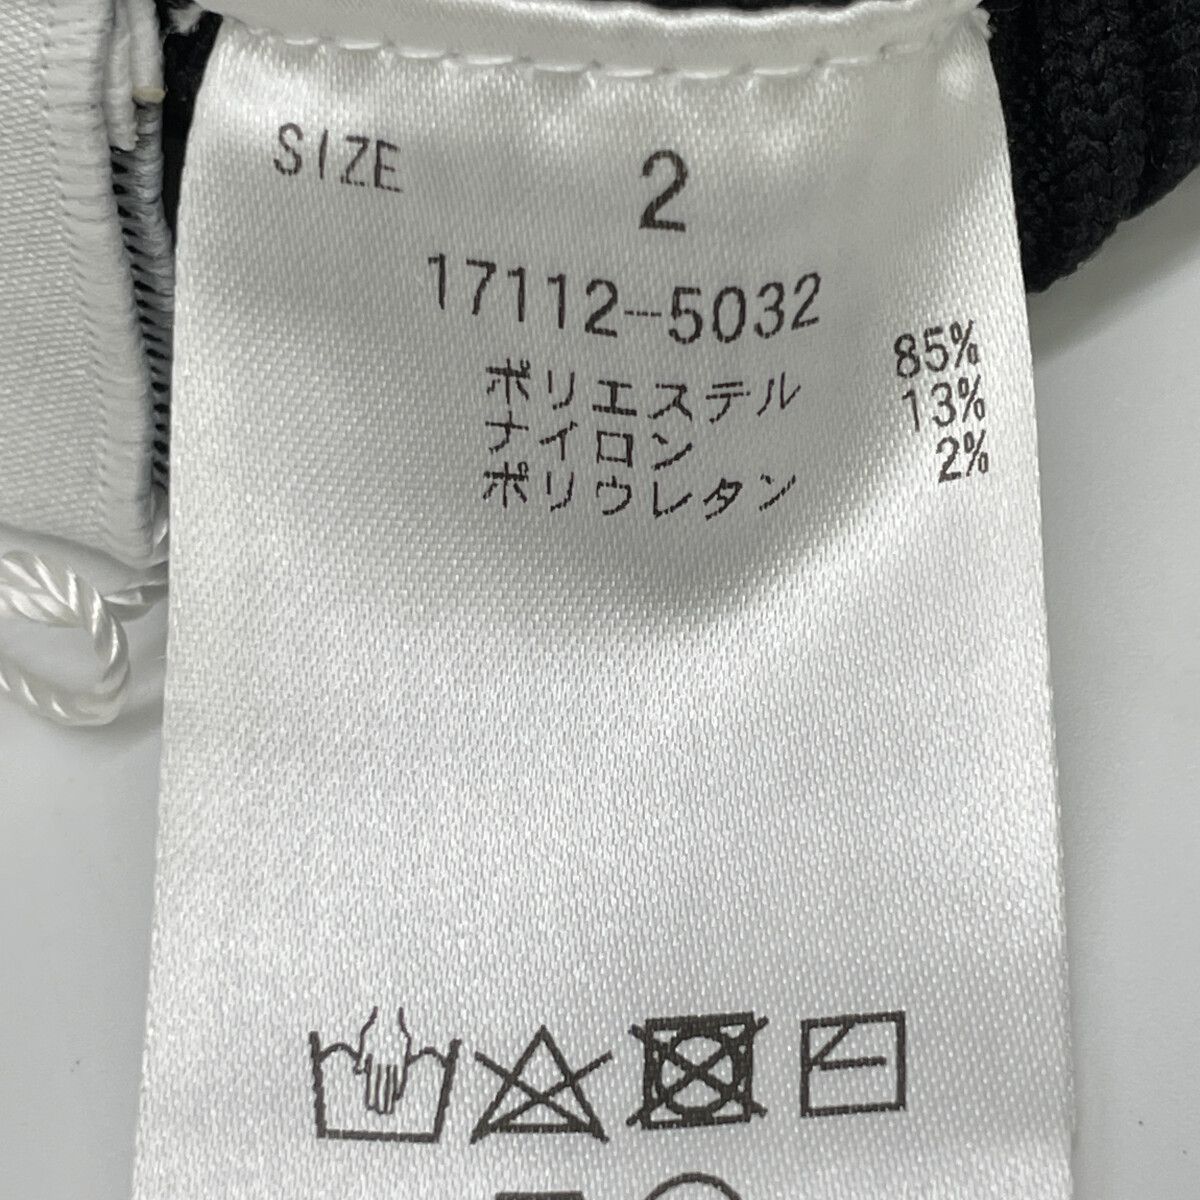 SIZE 2
17112-5032
ポリエステル 85%
ナイロン 13%
ポリウレタン 2%